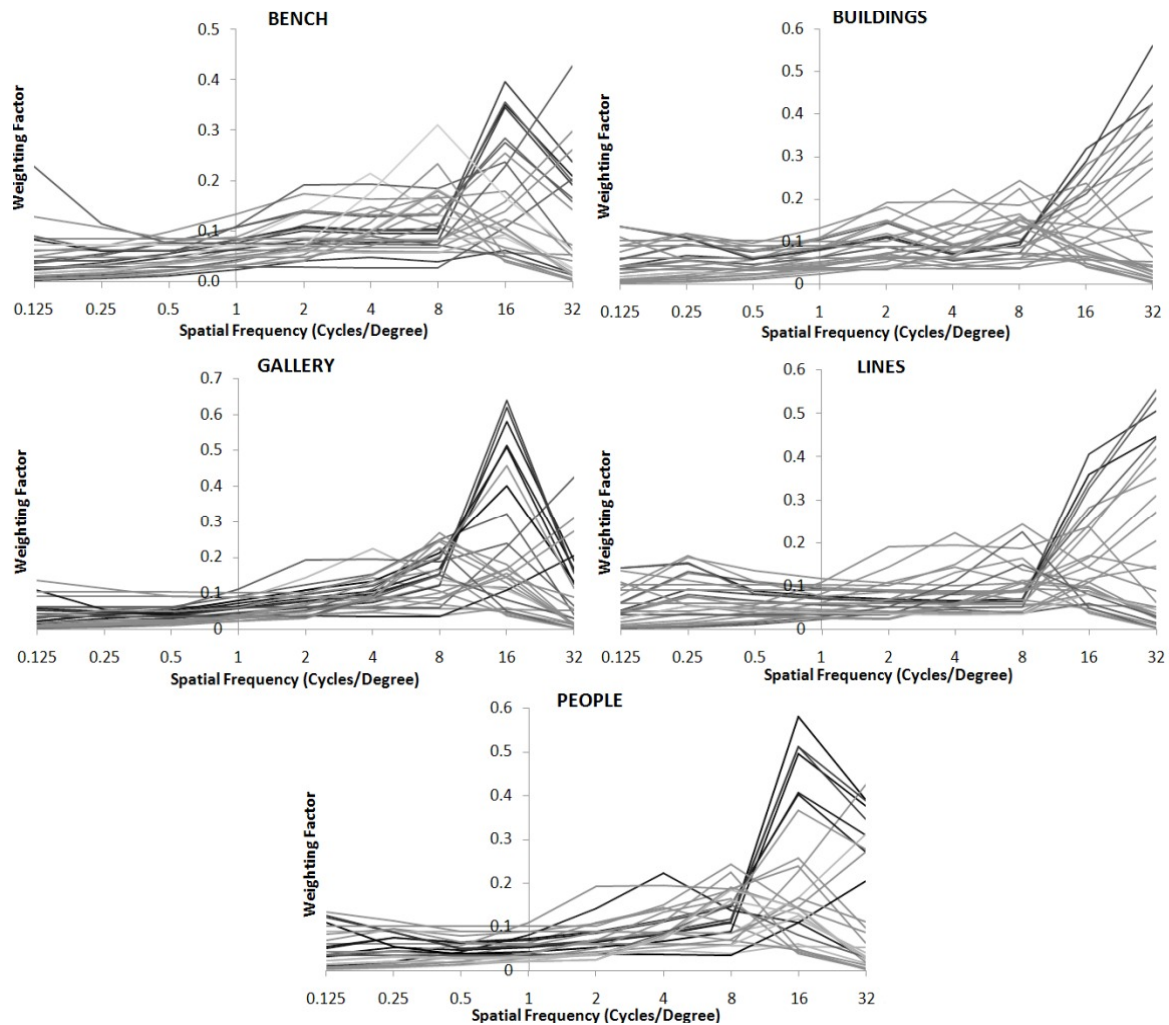 BENCH
Weighting Factor
0.5
0.4
0.3
0.2
0.1
0.0
0.125 0.25 0.5 1 2 4 8 16 32
Spatial Frequency (Cycles/Degree)
BUILDINGS
Weighting Factor
0.6
0.5
0.4
0.3
0.2
0.1
0
0.125 0.25 0.5 1 2 4 8 16 32
Spatial Frequency (Cycles/Degree)
GALLERY
Weighting Factor
0.7
0.6
0.5
0.4
0.3
0.2
0.1
0
0.125 0.25 0.5 1 2 4 8 16 32
Spatial Frequency (Cycles/Degree)
LINES
Weighting Factor
0.6
0.5
0.4
0.3
0.2
0.1
0
0.125 0.25 0.5 1 2 4 8 16 32
Spatial Frequency (Cycles/Degree)
PEOPLE
Weighting Factor
0.6
0.5
0.4
0.3
0.2
0.1
0
0.125 0.25 0.5 1 2 4 8 16 32
Spatial Frequency (Cycles/Degree)